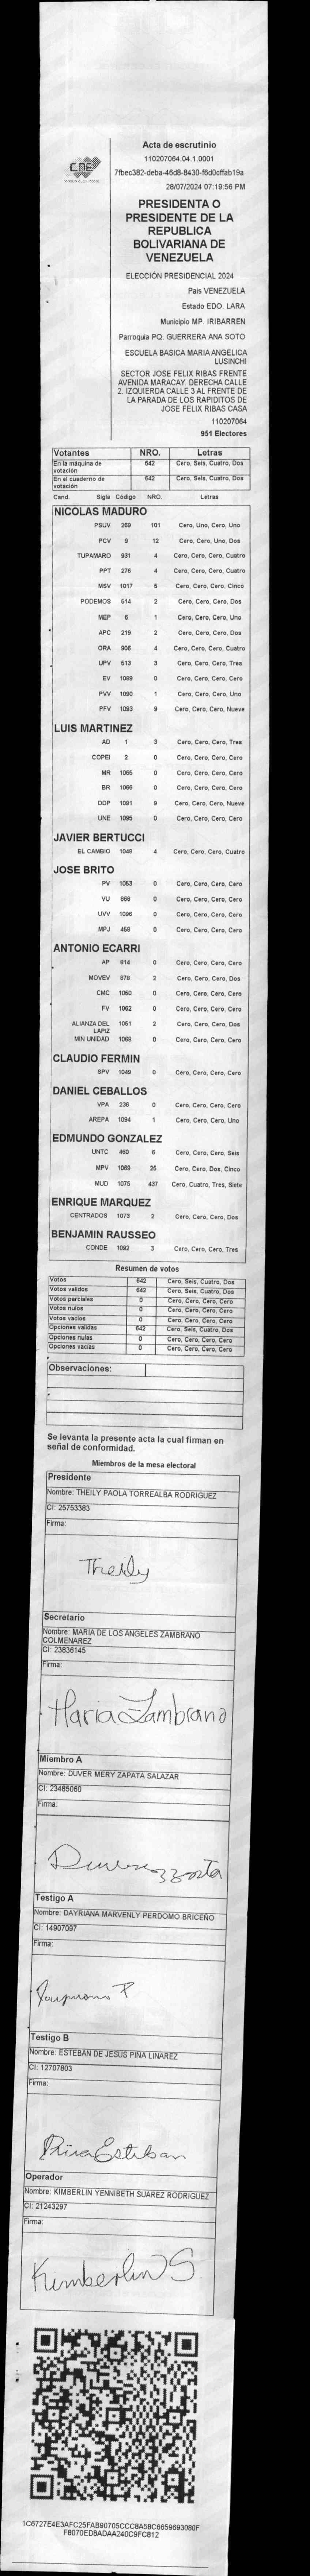 CNE
Acta de escrutinio
110207064.04.1.0001
7fbec382-deba-46d8-8430-f6d0cffab19a
28/07/2024 07:19:56 PM
PRESIDENTA O
PRESIDENTE DE LA
REPUBLICA
BOLIVARIANA DE
VENEZUELA
ELECCIÓN PRESIDENCIAL 2024
Pais VENEZUELA
Estado EDO. LARA
Municipio MP. IRIBARREN
Parroquia PQ. GUERRERA ANA SOTO
ESCUELA BASICA MARIA ANGELICA
LUSINCHI
SECTOR JOSE FELIX RIBAS FRENTE
AVENIDA MARACAY. DERECHA CALLE
2. IZQUIERDA CALLE 3 AL FRENTE DE
LA PARADA DE LOS RAPIDITOS DE
JOSE FELIX RIBAS CASA
110207064
951 Electores
Votantes NRO. Letras
En la máquina de votación 642 Cero, Seis, Cuatro, Dos
En el cuaderno de votación 642 Cero, Seis, Cuatro, Dos
Cand. Sigla Código NRO. Letras
NICOLAS MADURO
PSUV 269 101 Cero, Uno, Cero, Uno
PCV 9 12 Cero, Cero, Uno, Dos
TUPAMARO 931 4 Cero, Cero, Cero, Cuatro
PPT 276 4 Cero, Cero, Cero, Cuatro
MSV 1017 5 Cero, Cero, Cero, Cinco
PODEMOS 514 2 Cero, Cero, Cero, Dos
MEP 6 1 Cero, Cero, Cero, Uno
APC 219 2 Cero, Cero, Cero, Dos
ORA 906 4 Cero, Cero, Cero, Cuatro
UPV 513 3 Cero, Cero, Cero, Tres
EV 1089 0 Cero, Cero, Cero, Cero
PVV 1090 1 Cero, Cero, Cero, Uno
PFV 1093 9 Cero, Cero, Cero, Nueve
LUIS MARTINEZ
AD 1 3 Cero, Cero, Cero, Tres
COPEI 2 0 Cero, Cero, Cero, Cero
MR 1065 0 Cero, Cero, Cero, Cero
BR 1066 0 Cero, Cero, Cero, Cero
DDP 1091 9 Cero, Cero, Cero, Nueve
UNE 1095 0 Cero, Cero, Cero, Cero
JAVIER BERTUCCI
EL CAMBIO 1048 4 Cero, Cero, Cero, Cuatro
JOSE BRITO
PV 1053 0 Cero, Cero, Cero, Cero
VU 868 0 Cero, Cero, Cero, Cero
UVV 1096 0 Cero, Cero, Cero, Cero
MPJ 458 0 Cero, Cero, Cero, Cero
ANTONIO ECARRI
AP 814 0 Cero, Cero, Cero, Cero
MOVEV 878 2 Cero, Cero, Cero, Dos
CMC 1050 0 Cero, Cero, Cero, Cero
FV 1052 0 Cero, Cero, Cero, Cero
ALIANZA DEL LAPIZ 1051 2 Cero, Cero, Cero, Dos
MIN UNIDAD 1068 0 Cero, Cero, Cero, Cero
CLAUDIO FERMIN
SPV 1049 0 Cero, Cero, Cero, Cero
DANIEL CEBALLOS
VPA 236 0 Cero, Cero, Cero, Cero
AREPA 1094 1 Cero, Cero, Cero, Uno
EDMUNDO GONZALEZ
UNTC 460 6 Cero, Cero, Cero, Seis
MPV 1069 25 Cero, Cero, Dos, Cinco
MUD 1075 437 Cero, Cuatro, Tres, Siete
ENRIQUE MARQUEZ
CENTRADOS 1073 2 Cero, Cero, Cero, Dos
BENJAMIN RAUSSEO
CONDE 1092 3 Cero, Cero, Cero, Tres
Resumen de votos
Votos 642 Cero, Seis, Cuatro, Dos
Votos validos 642 Cero, Seis, Cuatro, Dos
Votos parciales 0 Cero, Cero, Cero, Cero
Votos nulos 0 Cero, Cero, Cero, Cero
Votos vacios 0 Cero, Cero, Cero, Cero
Opciones validas 642 Cero, Seis, Cuatro, Dos
Opciones nulas 0 Cero, Cero, Cero, Cero
Opciones vacias 0 Cero, Cero, Cero, Cero
Observaciones:
Se levanta la presente acta la cual firman en
señal de conformidad.
Miembros de la mesa electoral
Presidente
Nombre: THEILY PAOLA TORREALBA RODRIGUEZ
CI: 25753383
Firma:
Theily
Secretario
Nombre: MARIA DE LOS ANGELES ZAMBRANO
COLMENAREZ
CI: 23836145
Firma:
Maria Zambrano
Miembro A
Nombre: DUVER MERY ZAPATA SALAZAR
CI: 23485060
Firma:
Testigo A
Nombre: DAYRIANA MARVENLY PERDOMO BRICEÑO
CI: 14907097
Firma:
Testigo B
Nombre: ESTEBAN DE JESUS PIÑA LINAREZ
CI: 12707803
Firma:
Piña Esteban
Operador
Nombre: KIMBERLIN YENNIBETH SUAREZ RODRIGUEZ
CI: 21243297
Firma:
Kimberlin S
1C6727E4E3AFC25FAB90705CCC8A5BC6659693080F
F8070ED8ADAA240C9FC812